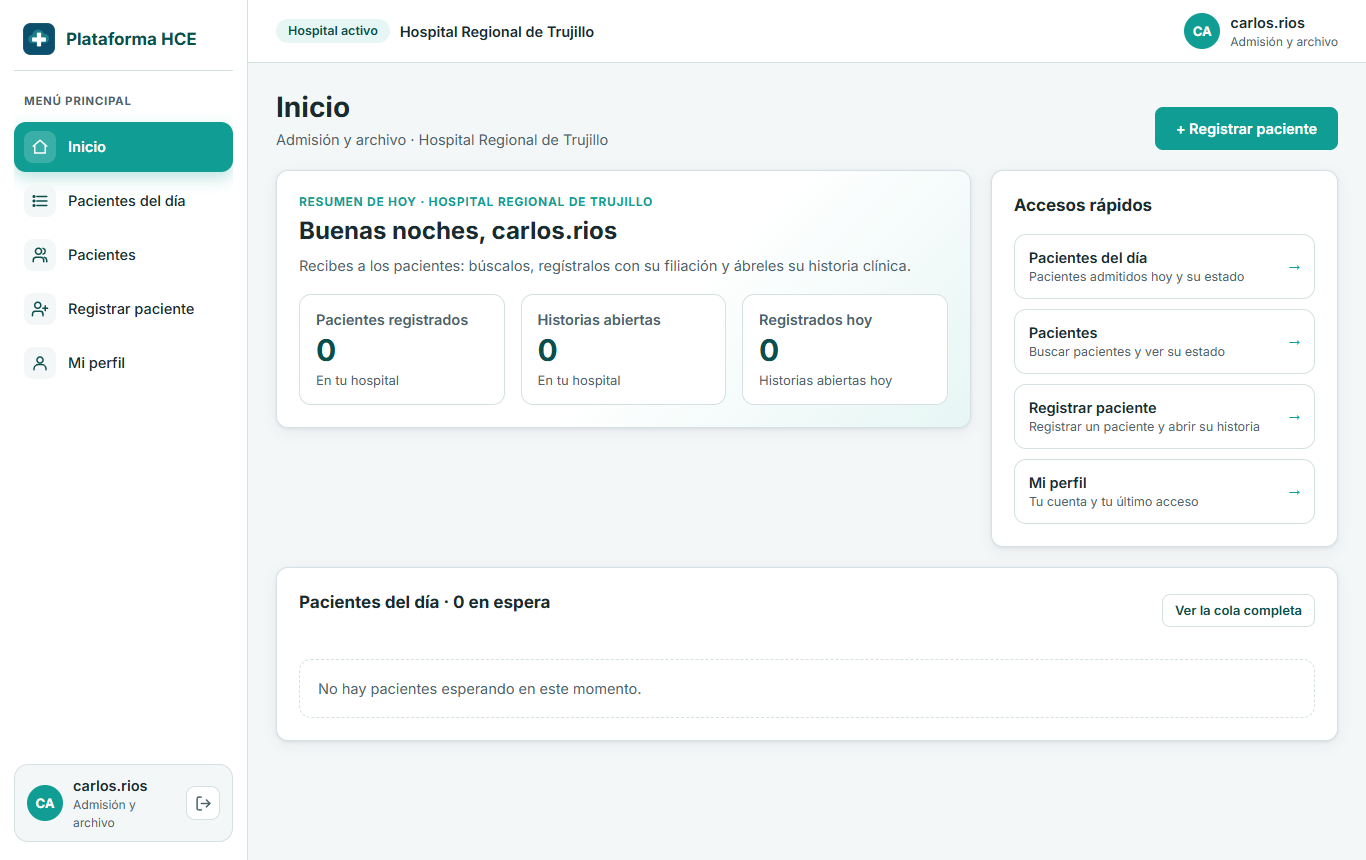 Plataforma HCE
MENÚ PRINCIPAL
Inicio
Pacientes del día
Pacientes
Registrar paciente
Mi perfil
CA
carlos.rios
Admisión y
archivo
Hospital activo
Hospital Regional de Trujillo
CA
carlos.rios
Admisión y archivo
Inicio
Admisión y archivo · Hospital Regional de Trujillo
+ Registrar paciente
RESUMEN DE HOY · HOSPITAL REGIONAL DE TRUJILLO
Buenas noches, carlos.rios
Recibes a los pacientes: búscalos, regístralos con su filiación y ábreles su historia clínica.
Pacientes registrados
0
En tu hospital
Historias abiertas
0
En tu hospital
Registrados hoy
0
Historias abiertas hoy
Accesos rápidos
Pacientes del día
Pacientes admitidos hoy y su estado
→
Pacientes
Buscar pacientes y ver su estado
→
Registrar paciente
Registrar un paciente y abrir su historia
→
Mi perfil
Tu cuenta y tu último acceso
→
Pacientes del día · 0 en espera
Ver la cola completa
No hay pacientes esperando en este momento.